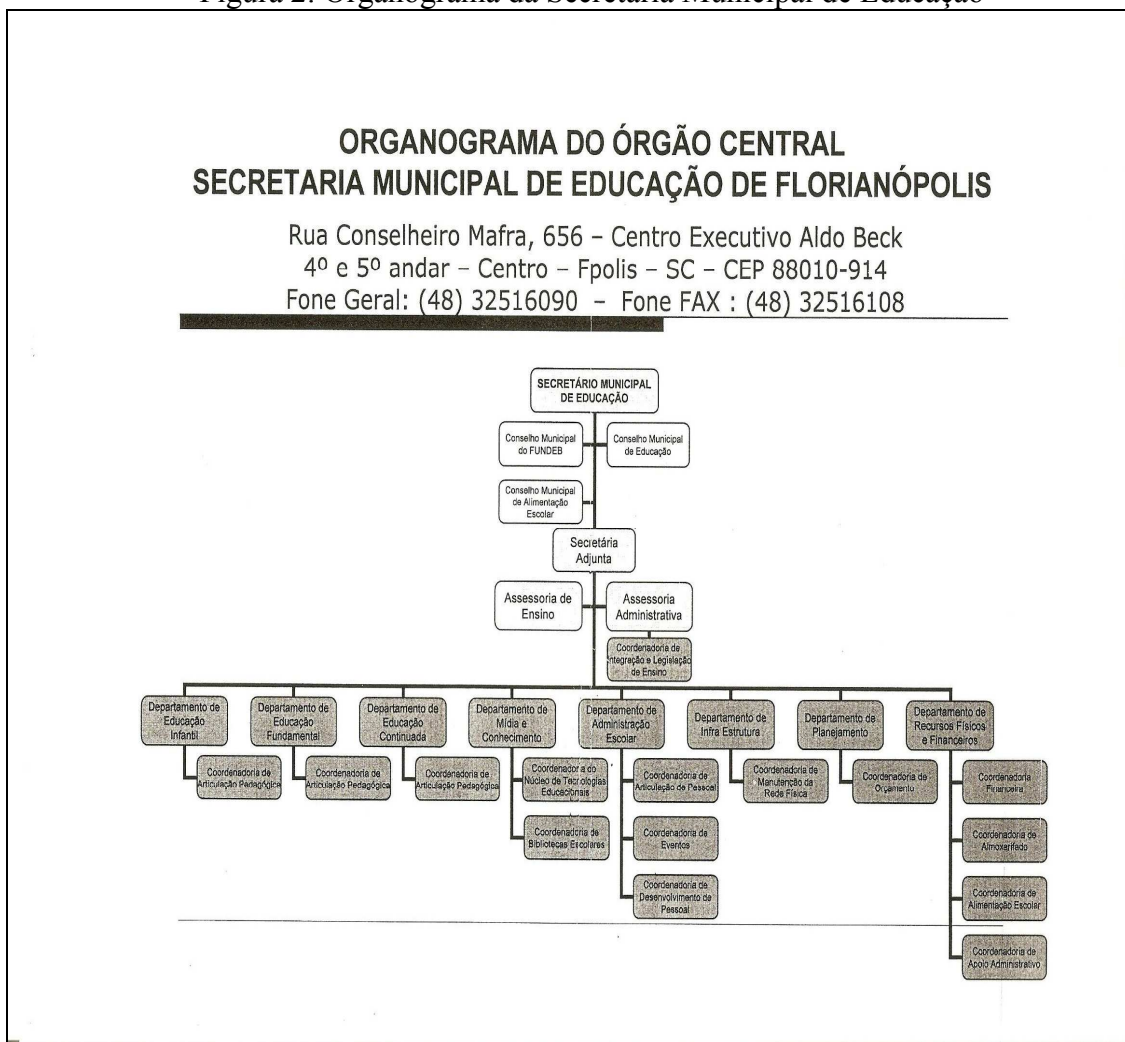 Figura 2: Organograma da Secretaria Municipal de Educação
ORGANOGRAMA DO ÓRGÃO CENTRAL
SECRETARIA MUNICIPAL DE EDUCAÇÃO DE FLORIANÓPOLIS
Rua Conselheiro Mafra, 656 – Centro Executivo Aldo Beck
4º e 5º andar – Centro – Fpolis – SC – CEP 88010-914
Fone Geral: (48) 32516090 – Fone FAX : (48) 32516108
SECRETÁRIO MUNICIPAL
DE EDUCAÇÃO
Conselho Municipal
do FUNDEB
Conselho Municipal
de Educação
Conselho Municipal
de Alimentação
Escolar
Secretária
Adjunta
Assessoria de
Ensino
Assessoria
Administrativa
Coordenadoria de
Integração e Legislação
de Ensino
Departamento de
Educação
Infantil
Departamento de
Educação
Fundamental
Departamento de
Educação
Continuada
Departamento de
Mídia e
Conhecimento
Departamento de
Administração
Escolar
Departamento de
Infra Estrutura
Departamento de
Planejamento
Departamento de
Recursos Físicos
e Financeiros
Coordenadoria de
Articulação Pedagógica
Coordenadoria de
Articulação Pedagógica
Coordenadoria de
Articulação Pedagógica
Coordenadoria do
Núcleo de Tecnologias
Educacionais
Coordenadoria de
Articulação de Pessoal
Coordenadoria de
Manutenção da
Rede Física
Coordenadoria de
Orçamento
Coordenadoria
Financeira
Coordenadoria de
Bibliotecas Escolares
Coordenadoria de
Eventos
Coordenadoria de
Almoxarifado
Coordenadoria de
Desenvolvimento de
Pessoal
Coordenadoria de
Alimentação Escolar
Coordenadoria de
Apoio Administrativo